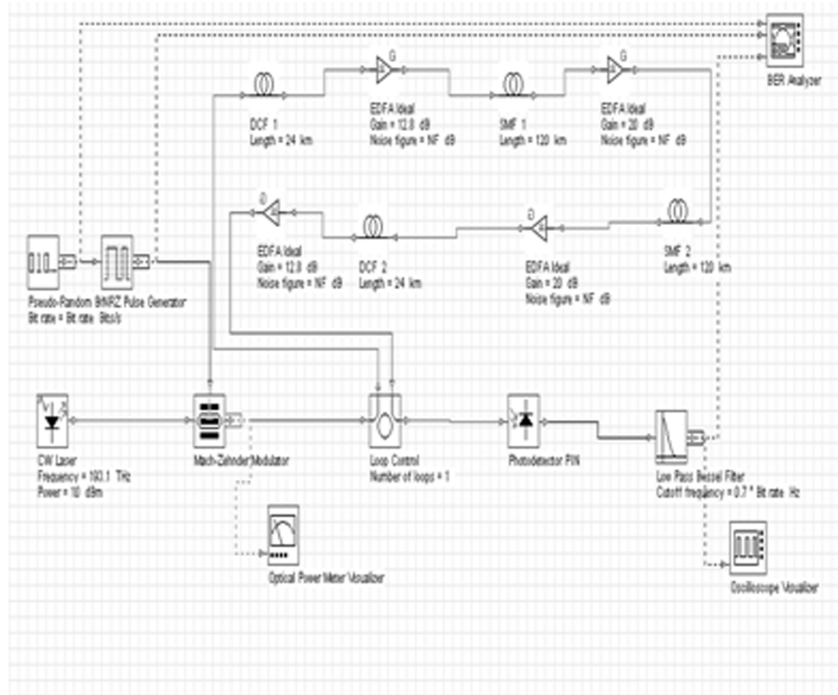 BER Analyzer
G
G
DCF 1
Length = 24 km
EDFA Ideal
Gain = 12.8 dB
Noise figure = NF dB
SMF 1
Length = 120 km
EDFA Ideal
Gain = 20 dB
Noise figure = NF dB
G
G
EDFA Ideal
Gain = 12.8 dB
Noise figure = NF dB
DCF 2
Length = 24 km
EDFA Ideal
Gain = 20 dB
Noise figure = NF dB
SMF 2
Length = 120 km
Pseudo-Random Bi
NRZ Pulse Generator
Bit rate = Bit rate Bits/s
CW Laser
Frequency = 193.1 THz
Power = 10 dBm
Mach-Zehnder Modulator
Loop Control
Number of loops = 1
Photodetector PIN
Low Pass Bessel Filter
Cutoff frequency = 0.7 * Bit rate Hz
Optical Power Meter Visualizer
Oscilloscope Visualizer